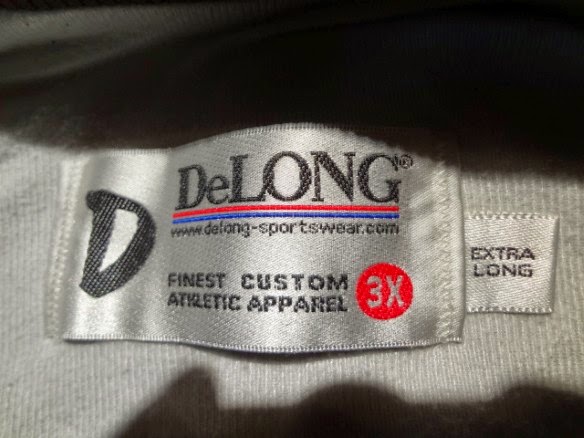 D
DeLONG®
www.delong-sportswear.com
FINEST CUSTOM
ATHLETIC APPAREL
3X
EXTRA
LONG